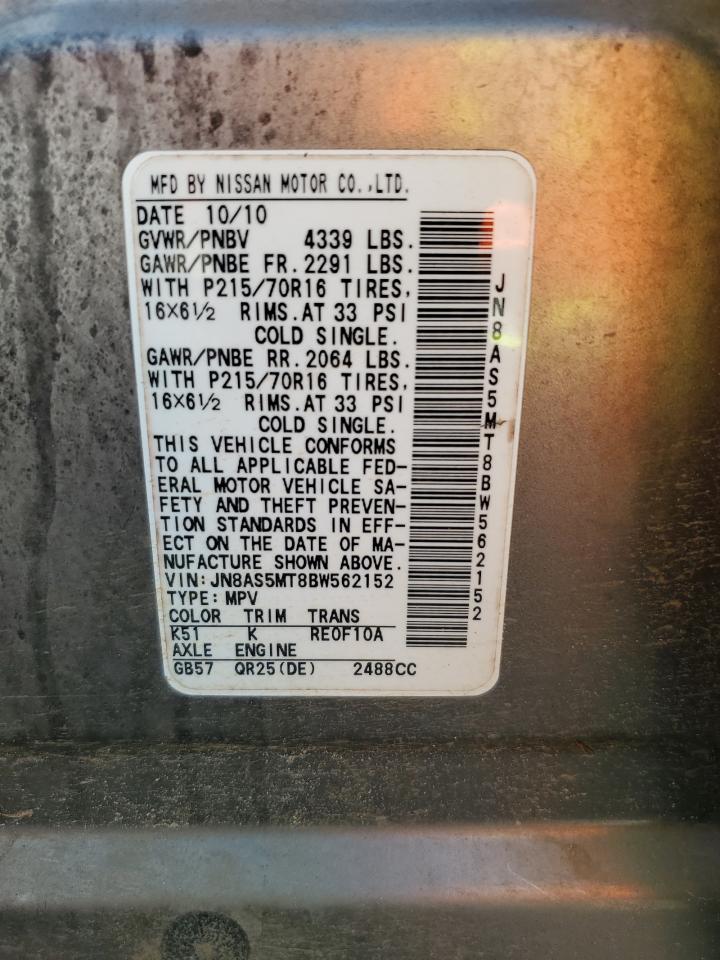 MFD BY NISSAN MOTOR CO.,LTD.
DATE 10/10
GVWR/PNBV 4339 LBS.
GAWR/PNBE FR.2291 LBS.
WITH P215/70R16 TIRES,
16×6½ RIMS.AT 33 PSI
COLD SINGLE.
GAWR/PNBE RR.2064 LBS.
WITH P215/70R16 TIRES,
16×6½ RIMS.AT 33 PSI
COLD SINGLE.
THIS VEHICLE CONFORMS
TO ALL APPLICABLE FED-
ERAL MOTOR VEHICLE SA-
FETY AND THEFT PREVEN-
TION STANDARDS IN EFF-
ECT ON THE DATE OF MA-
NUFACTURE SHOWN ABOVE.
VIN:JN8AS5MT8BW562152
TYPE:MPV
COLOR TRIM TRANS
K51 K RE0F10A
AXLE ENGINE
GB57 QR25(DE) 2488CC
JN8AS5MT8BW562152